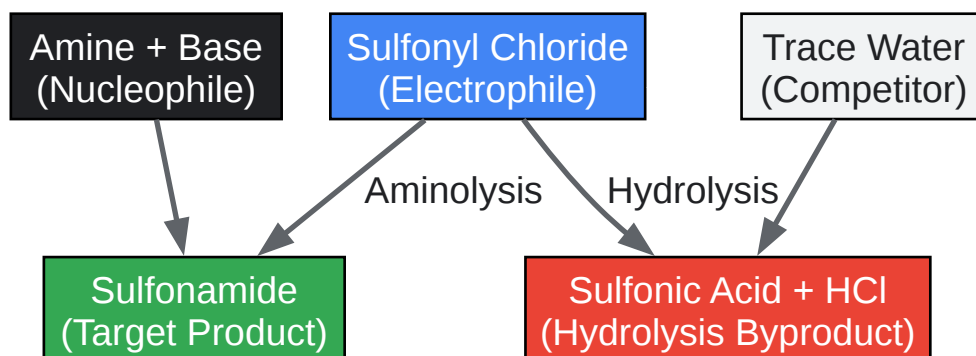 Amine + Base
(Nucleophile)
Sulfonyl Chloride
(Electrophile)
Trace Water
(Competitor)
Aminolysis
Hydrolysis
Sulfonamide
(Target Product)
Sulfonic Acid + HCl
(Hydrolysis Byproduct)